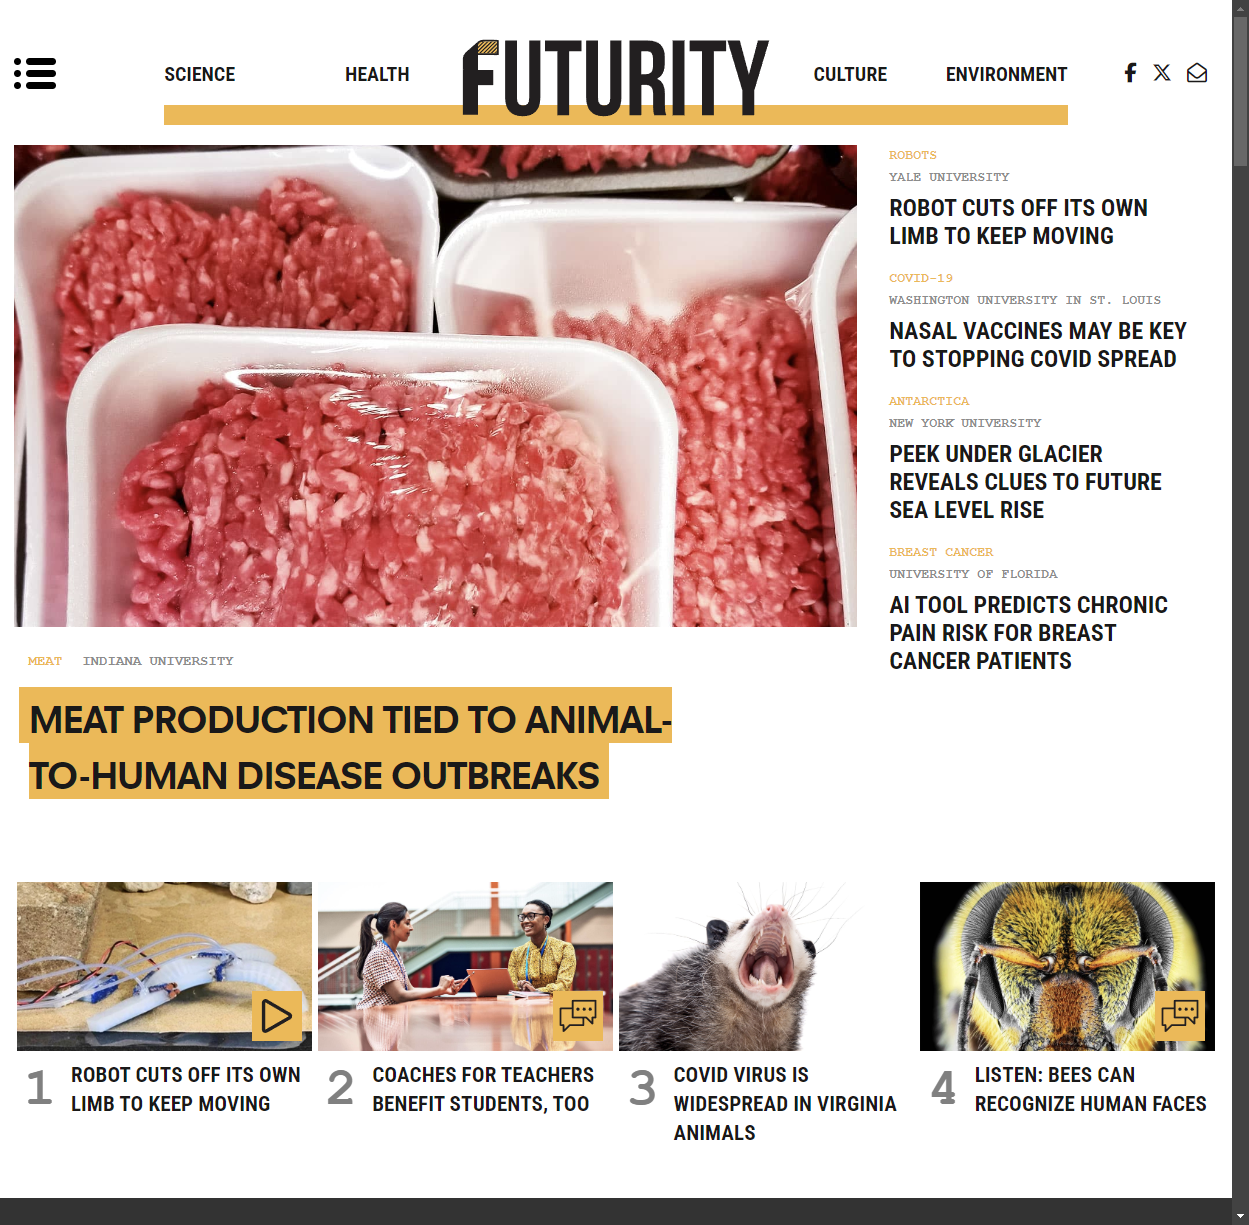 SCIENCE
HEALTH
FUTURITY
CULTURE
ENVIRONMENT
MEAT INDIANA UNIVERSITY
MEAT PRODUCTION TIED TO ANIMAL-
TO-HUMAN DISEASE OUTBREAKS
ROBOTS
YALE UNIVERSITY
ROBOT CUTS OFF ITS OWN
LIMB TO KEEP MOVING
COVID-19
WASHINGTON UNIVERSITY IN ST. LOUIS
NASAL VACCINES MAY BE KEY
TO STOPPING COVID SPREAD
ANTARCTICA
NEW YORK UNIVERSITY
PEEK UNDER GLACIER
REVEALS CLUES TO FUTURE
SEA LEVEL RISE
BREAST CANCER
UNIVERSITY OF FLORIDA
AI TOOL PREDICTS CHRONIC
PAIN RISK FOR BREAST
CANCER PATIENTS
1 ROBOT CUTS OFF ITS OWN
LIMB TO KEEP MOVING
2 COACHES FOR TEACHERS
BENEFIT STUDENTS, TOO
3 COVID VIRUS IS
WIDESPREAD IN VIRGINIA
ANIMALS
4 LISTEN: BEES CAN
RECOGNIZE HUMAN FACES